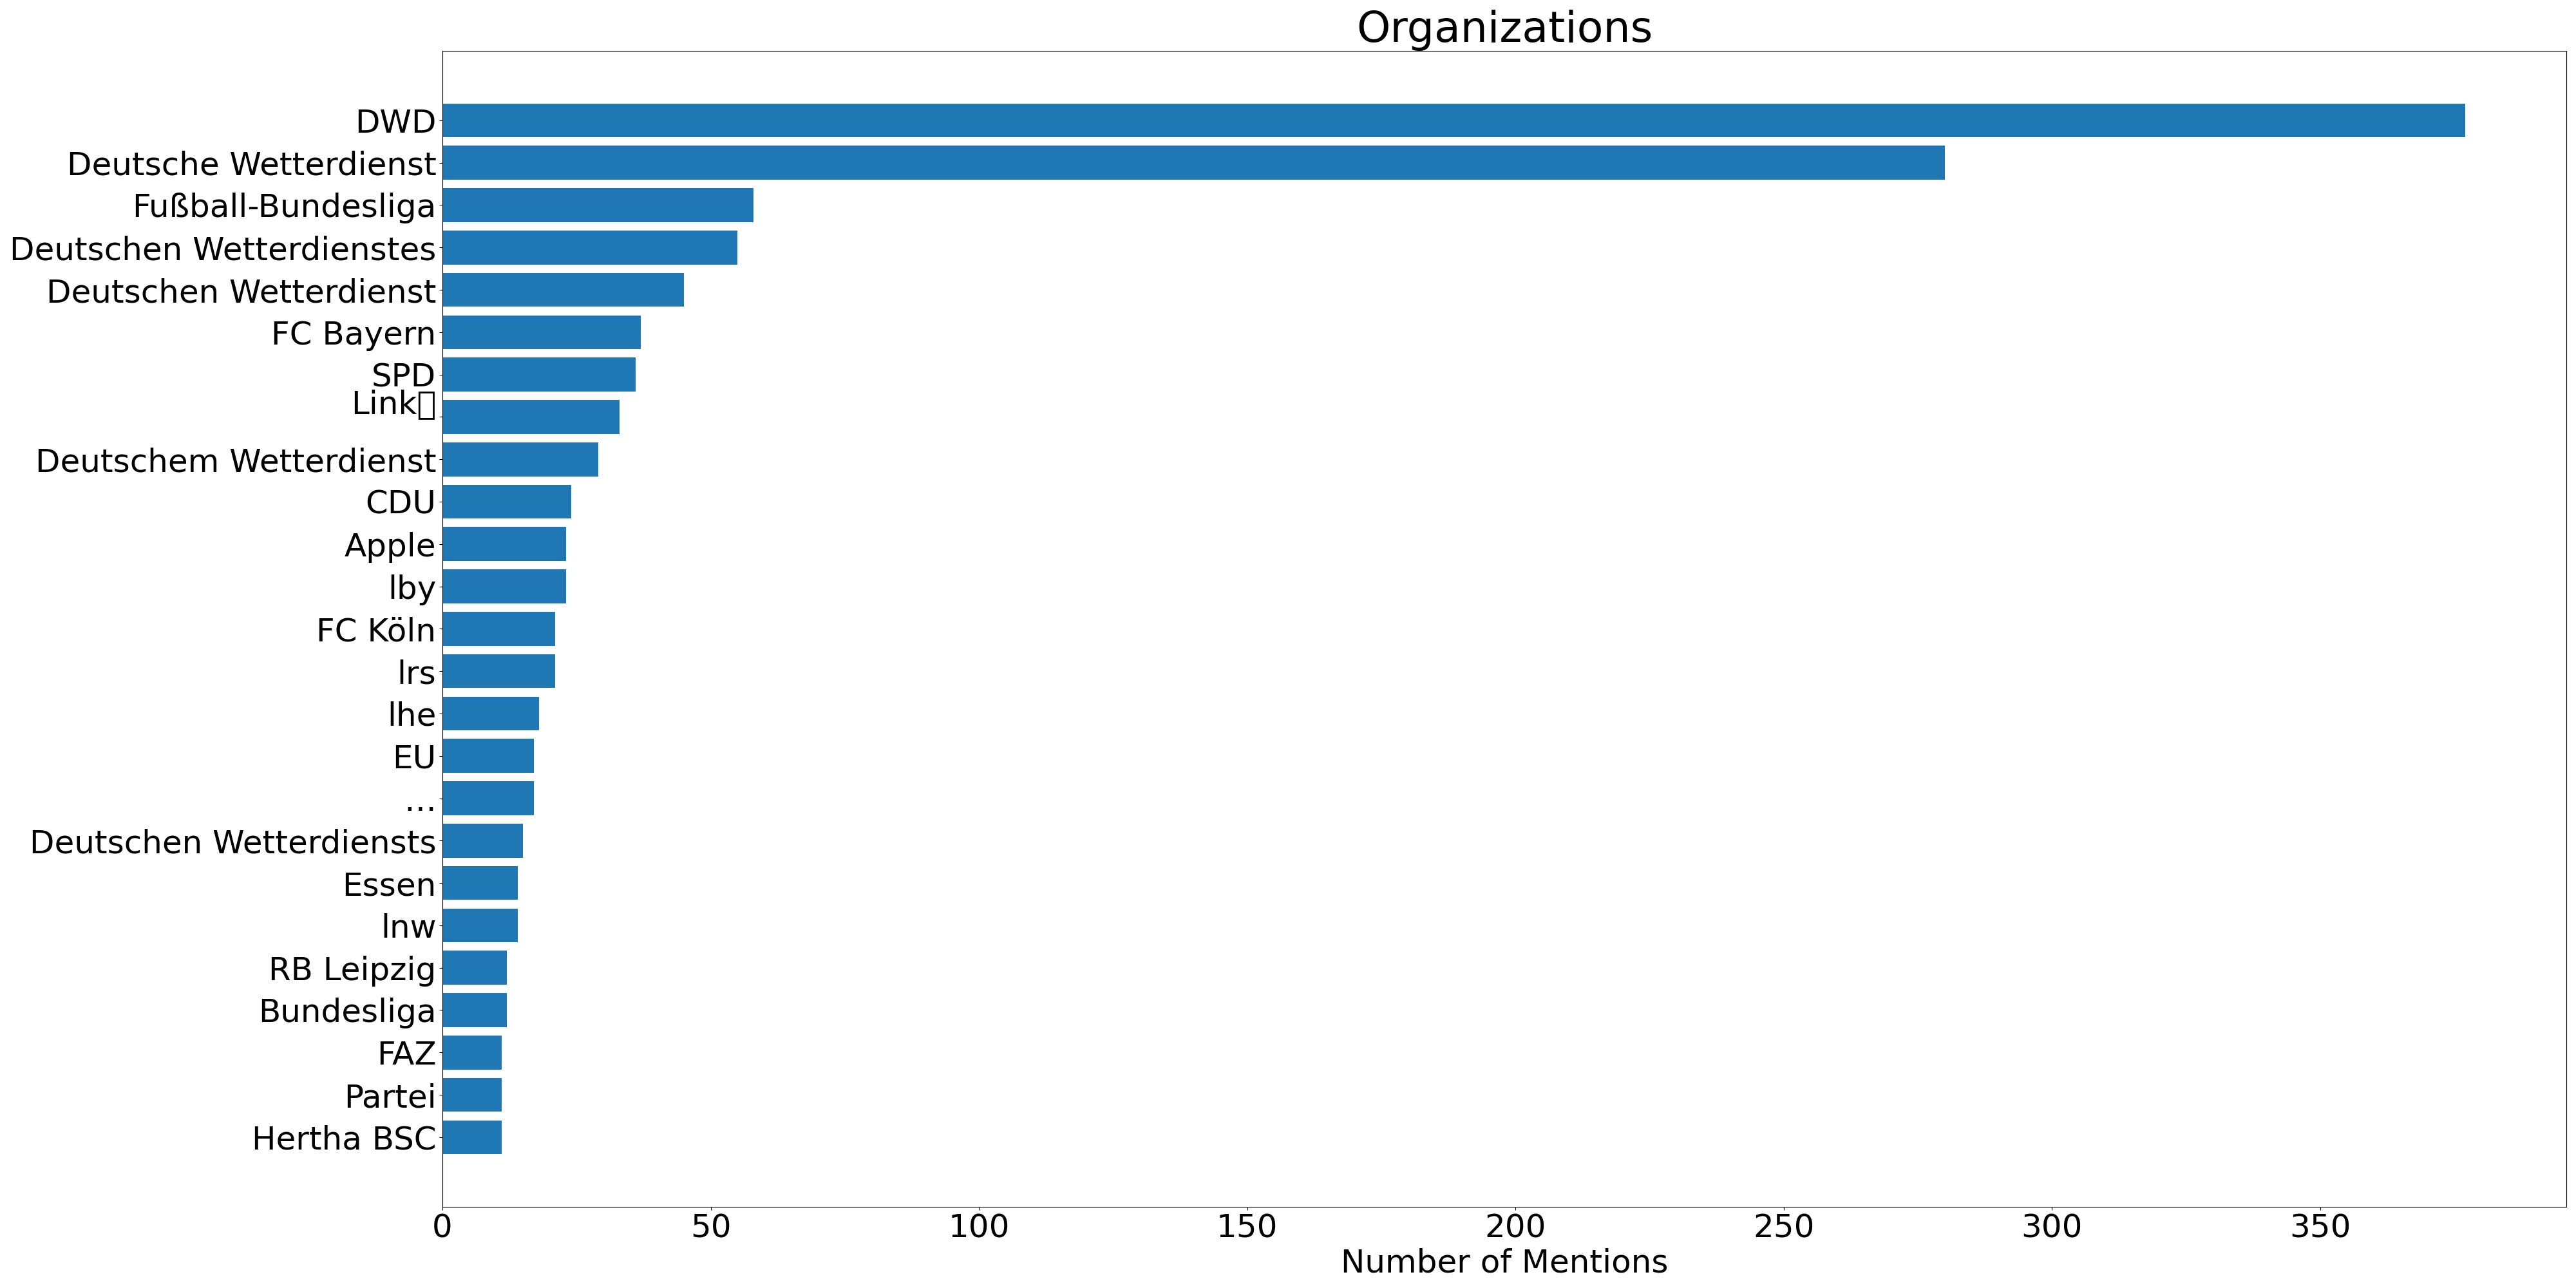 Organizations
DWD
Deutsche Wetterdienst
Fußball-Bundesliga
Deutschen Wetterdienstes
Deutschen Wetterdienst
FC Bayern
SPD
Link▯
Deutschem Wetterdienst
CDU
Apple
lby
FC Köln
lrs
lhe
EU
...
Deutschen Wetterdiensts
Essen
lnw
RB Leipzig
Bundesliga
FAZ
Partei
Hertha BSC
0 50 100 150 200 250 300 350
Number of Mentions